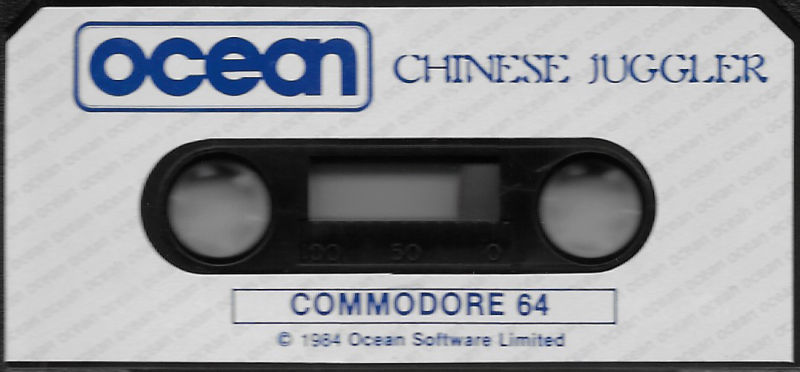 ocean CHINESE JUGGLER
100 50 0
COMMODORE 64
© 1984 Ocean Software Limited